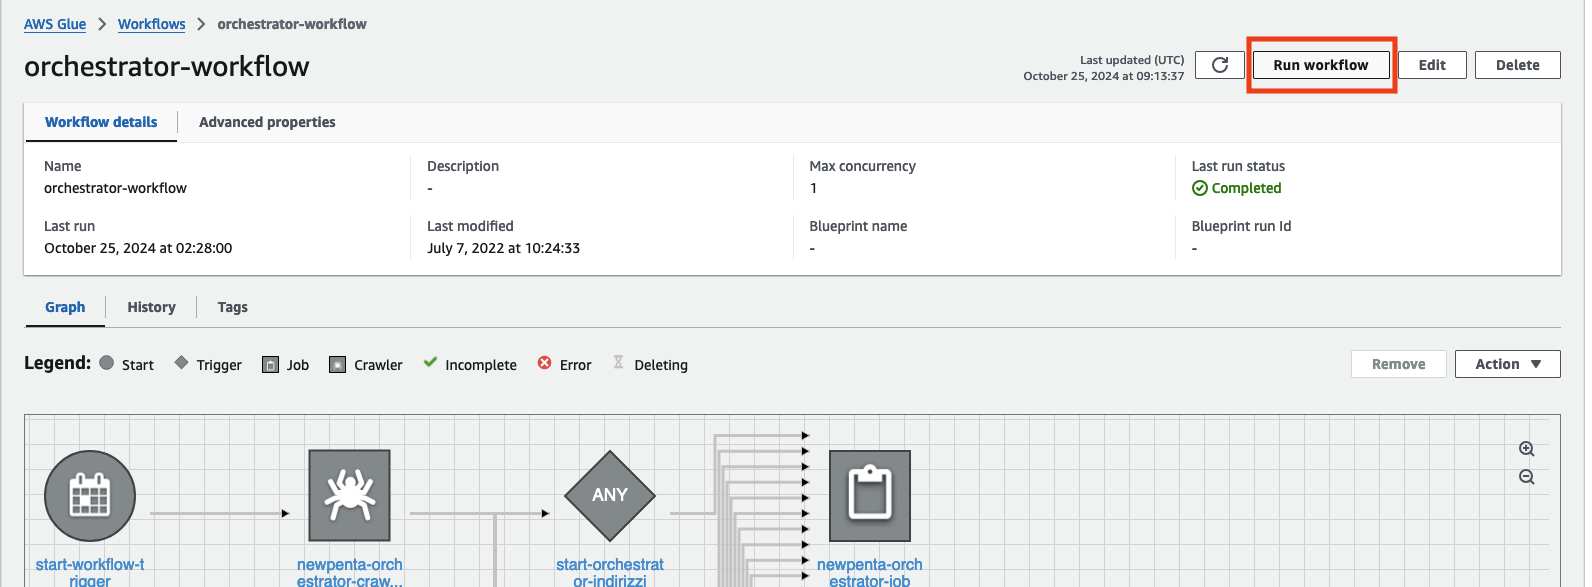 AWS Glue > Workflows > orchestrator-workflow
orchestrator-workflow
Last updated (UTC)
October 25, 2024 at 09:13:37
Run workflow
Edit
Delete
Workflow details
Advanced properties
Name
orchestrator-workflow
Description
-
Max concurrency
1
Last run status
Completed
Last run
October 25, 2024 at 02:28:00
Last modified
July 7, 2022 at 10:24:33
Blueprint name
-
Blueprint run Id
-
Graph
History
Tags
Legend: Start Trigger Job Crawler Incomplete Error Deleting
Remove
Action
ANY
start-workflow-t
rigger
newpenta-orch
estrator-craw...
start-orchestrat
or-indirizzi
newpenta-orch
estrator-job